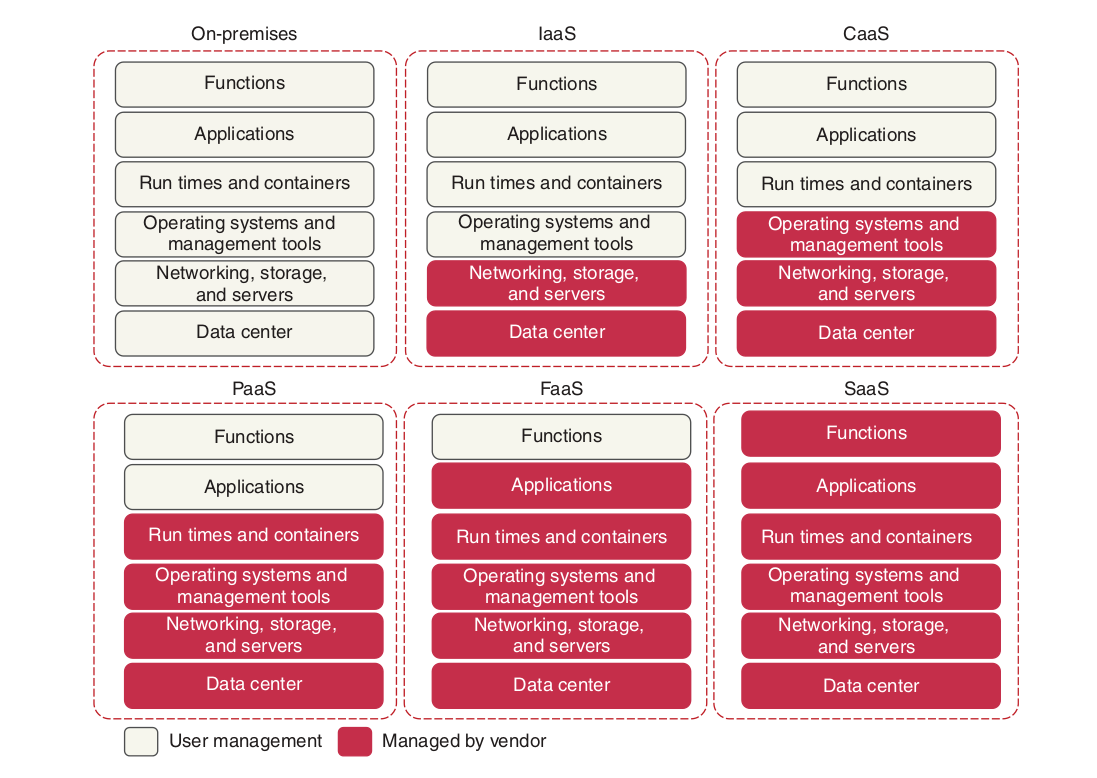 On-premises
Functions
Applications
Run times and containers
Operating systems and
management tools
Networking, storage,
and servers
Data center
IaaS
Functions
Applications
Run times and containers
Operating systems and
management tools
Networking, storage,
and servers
Data center
CaaS
Functions
Applications
Run times and containers
Operating systems and
management tools
Networking, storage,
and servers
Data center
PaaS
Functions
Applications
Run times and containers
Operating systems and
management tools
Networking, storage,
and servers
Data center
FaaS
Functions
Applications
Run times and containers
Operating systems and
management tools
Networking, storage,
and servers
Data center
SaaS
Functions
Applications
Run times and containers
Operating systems and
management tools
Networking, storage,
and servers
Data center
User management
Managed by vendor